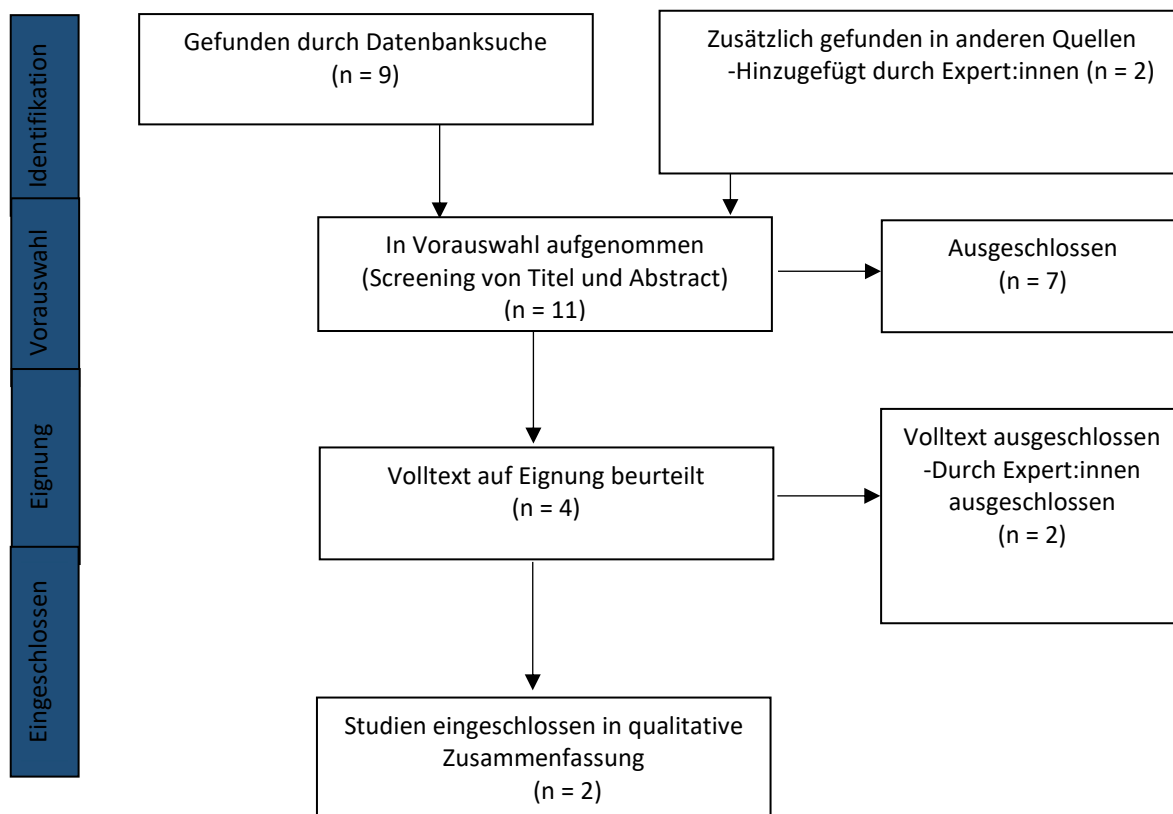 Identifikation
Gefunden durch Datenbanksuche
(n = 9)
Zusätzlich gefunden in anderen Quellen
-Hinzugefügt durch Expert:innen (n = 2)
Vorauswahl
In Vorauswahl aufgenommen
(Screening von Titel und Abstract)
(n = 11)
Ausgeschlossen
(n = 7)
Eignung
Volltext auf Eignung beurteilt
(n = 4)
Volltext ausgeschlossen
-Durch Expert:innen
ausgeschlossen
(n = 2)
Eingeschlossen
Studien eingeschlossen in qualitative
Zusammenfassung
(n = 2)